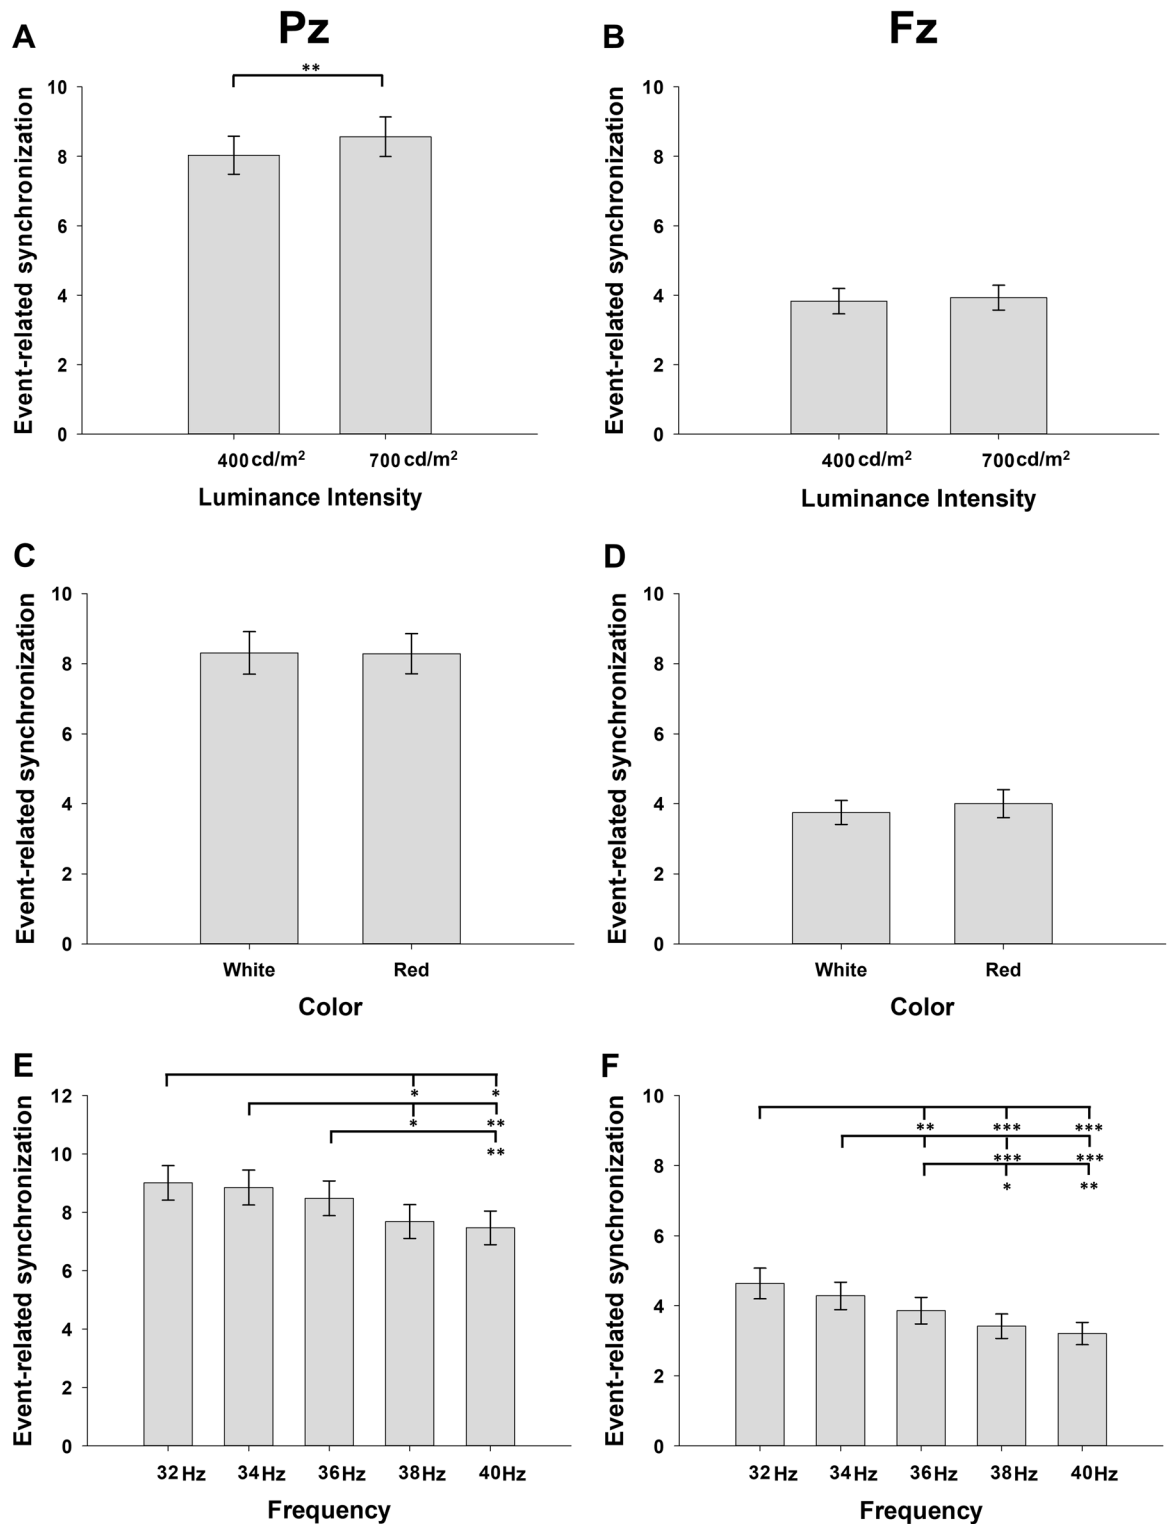 A Pz
Event-related synchronization
10
8
6
4
2
0
**
400 cd/m² 700 cd/m²
Luminance Intensity
B Fz
Event-related synchronization
10
8
6
4
2
0
400 cd/m² 700 cd/m²
Luminance Intensity
C
Event-related synchronization
10
8
6
4
2
0
White Red
Color
D
Event-related synchronization
10
8
6
4
2
0
White Red
Color
E
Event-related synchronization
12
10
8
6
4
2
0
* *
* **
**
32 Hz 34 Hz 36 Hz 38 Hz 40 Hz
Frequency
F
Event-related synchronization
10
8
6
4
2
0
** *** ***
*** ***
* **
32 Hz 34 Hz 36 Hz 38 Hz 40 Hz
Frequency